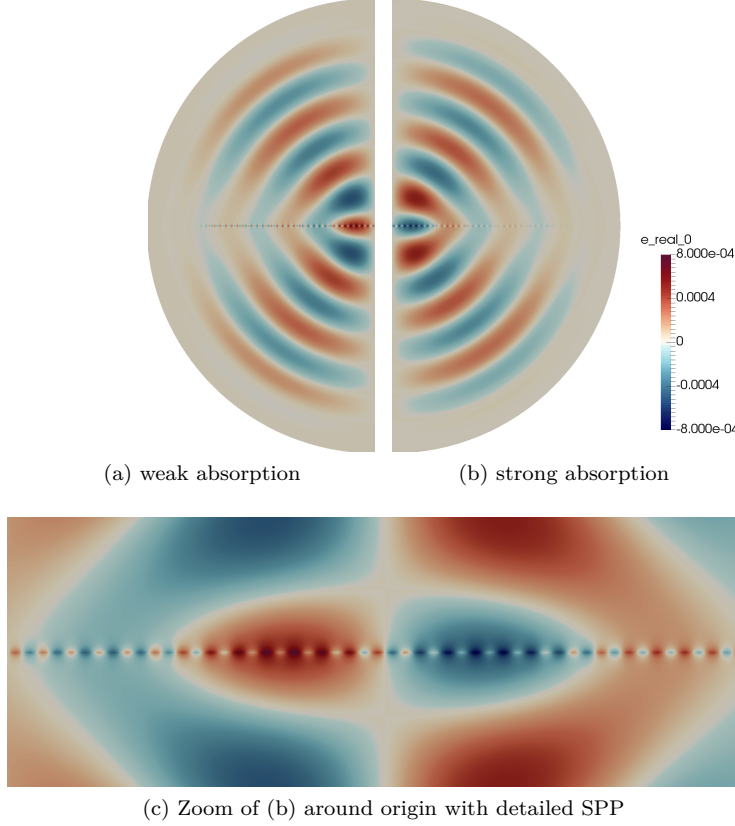 e_real_0
8.000e-04
0.0004
0
-0.0004
-8.000e-04
(a) weak absorption
(b) strong absorption
(c) Zoom of (b) around origin with detailed SPP